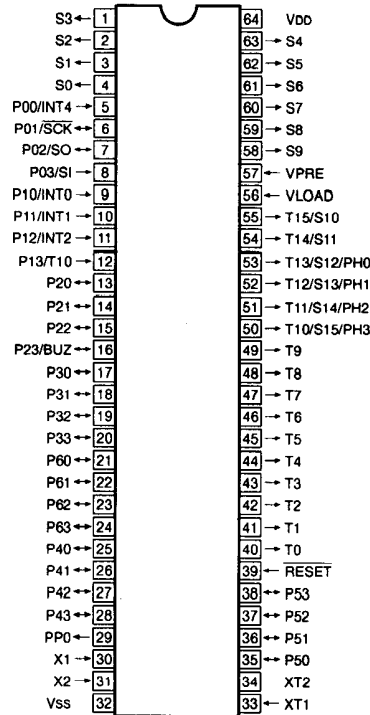 S3 1 64 VDD
S2 2 63 S4
S1 3 62 S5
S0 4 61 S6
P00/INT4 5 60 S7
P01/SCK 6 59 S8
P02/SO 7 58 S9
P03/SI 8 57 VPRE
P10/INT0 9 56 VLOAD
P11/INT1 10 55 T15/S10
P12/INT2 11 54 T14/S11
P13/T10 12 53 T13/S12/PH0
P20 13 52 T12/S13/PH1
P21 14 51 T11/S14/PH2
P22 15 50 T10/S15/PH3
P23/BUZ 16 49 T9
P30 17 48 T8
P31 18 47 T7
P32 19 46 T6
P33 20 45 T5
P60 21 44 T4
P61 22 43 T3
P62 23 42 T2
P63 24 41 T1
P40 25 40 T0
P41 26 39 RESET
P42 27 38 P53
P43 28 37 P52
PP0 29 36 P51
X1 30 35 P50
X2 31 34 XT2
Vss 32 33 XT1